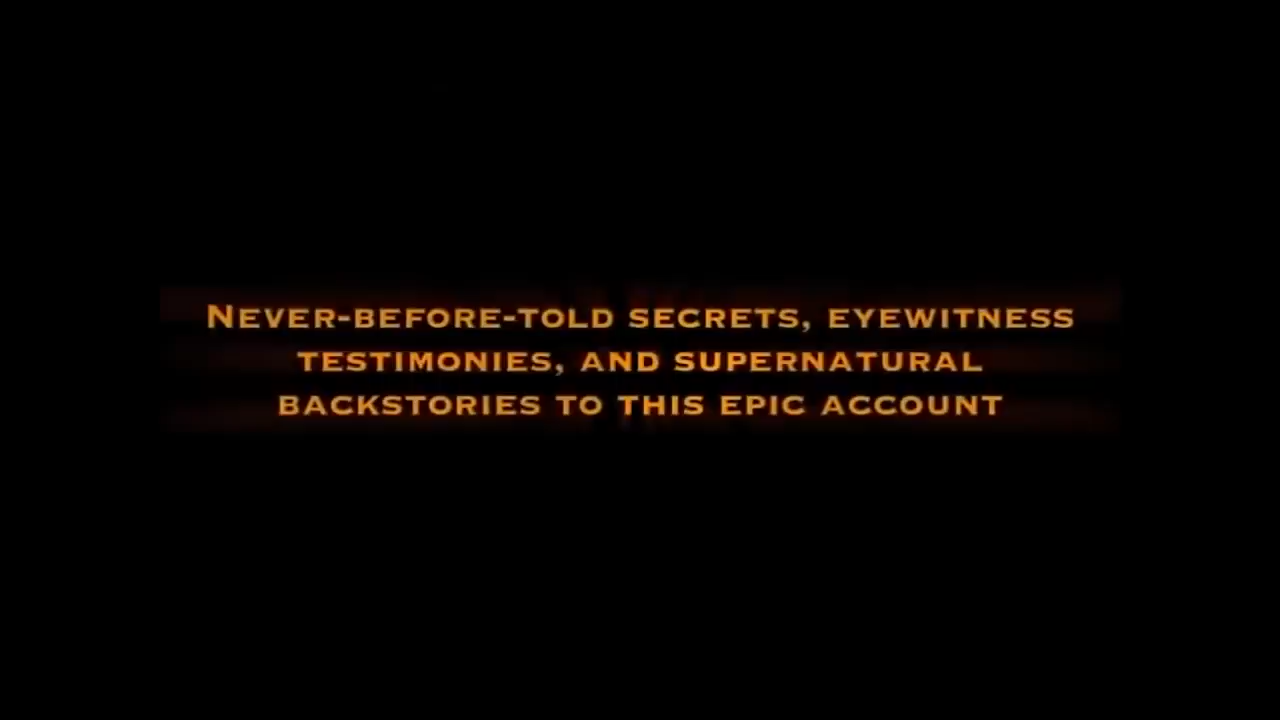 Never-before-told secrets, eyewitness
testimonies, and supernatural
backstories to this epic account